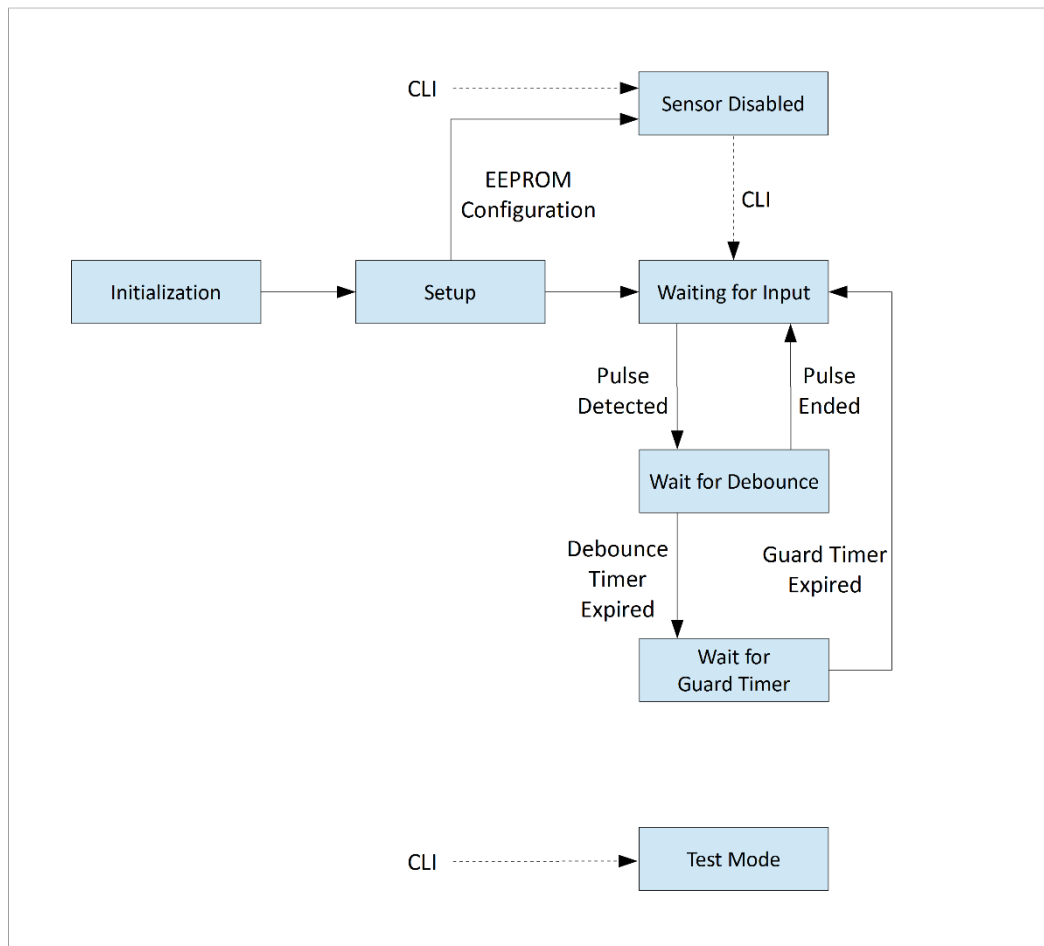 CLI
Sensor Disabled
EEPROM
Configuration
CLI
Initialization
Setup
Waiting for Input
Pulse
Detected
Pulse
Ended
Wait for Debounce
Debounce
Timer
Expired
Guard Timer
Expired
Wait for
Guard Timer
CLI
Test Mode